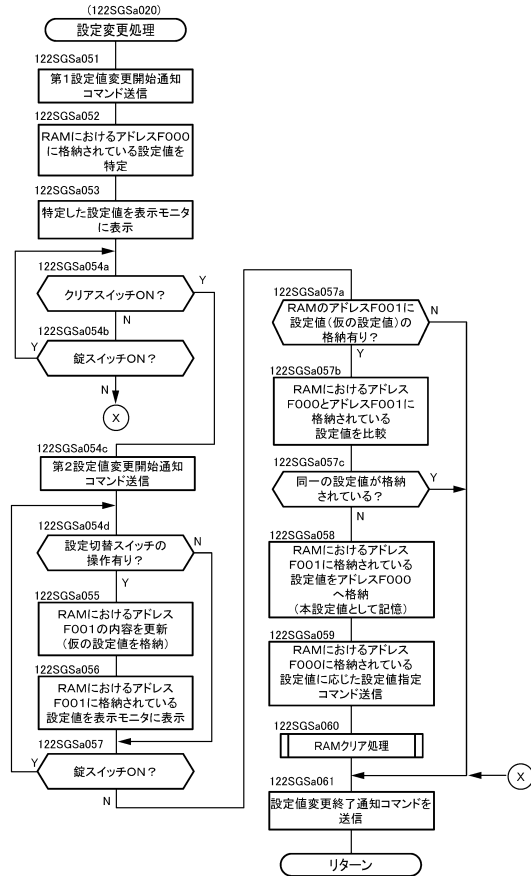 (122SGSa020)
設定変更処理
122SGSa051
第1設定値変更開始通知
コマンド送信
122SGSa052
RAMにおけるアドレスF000
に格納されている設定値を
特定
122SGSa053
特定した設定値を表示モニタ
に表示
122SGSa054a
クリアスイッチON?
Y
N
122SGSa054b
錠スイッチON?
Y
N
X
122SGSa054c
第2設定値変更開始通知
コマンド送信
122SGSa054d
設定切替スイッチの
操作有り?
N
Y
122SGSa055
RAMにおけるアドレス
F001の内容を更新
(仮の設定値を格納)
122SGSa056
RAMにおけるアドレス
F001に格納されている
設定値を表示モニタに表示
122SGSa057
錠スイッチON?
Y
N
122SGSa057a
RAMのアドレスF001に
設定値(仮の設定値)の
格納有り?
N
Y
122SGSa057b
RAMにおけるアドレス
F000とアドレスF001に
格納されている
設定値を比較
122SGSa057c
同一の設定値が格納
されている?
Y
N
122SGSa058
RAMにおけるアドレス
F001に格納されている
設定値をアドレスF000
へ格納
(本設定値として記憶)
122SGSa059
RAMにおけるアドレス
F000に格納されている
設定値に応じた設定値指定
コマンド送信
122SGSa060
RAMクリア処理
X
122SGSa061
設定値変更終了通知コマンドを
送信
リターン